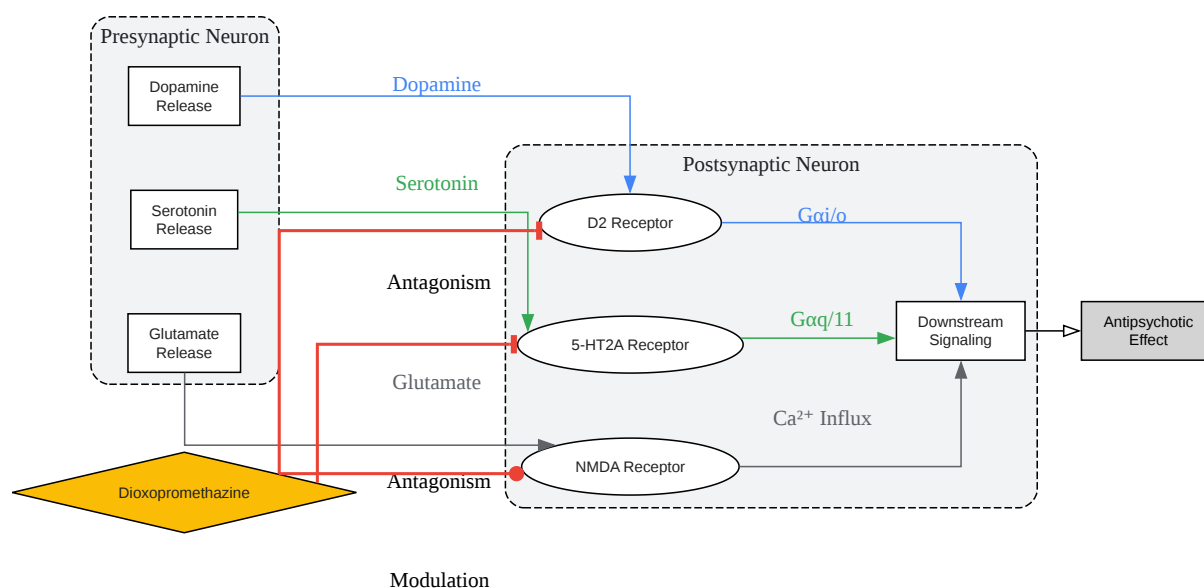 Presynaptic Neuron
Dopamine
Release
Dopamine
Postsynaptic Neuron
Serotonin
Serotonin
Release
D2 Receptor
Gαi/o
Antagonism
Glutamate
Release
5-HT2A Receptor
Gαq/11
Downstream
Signaling
Antipsychotic
Effect
Glutamate
Ca²⁺ Influx
NMDA Receptor
Antagonism
Dioxopromethazine
Modulation